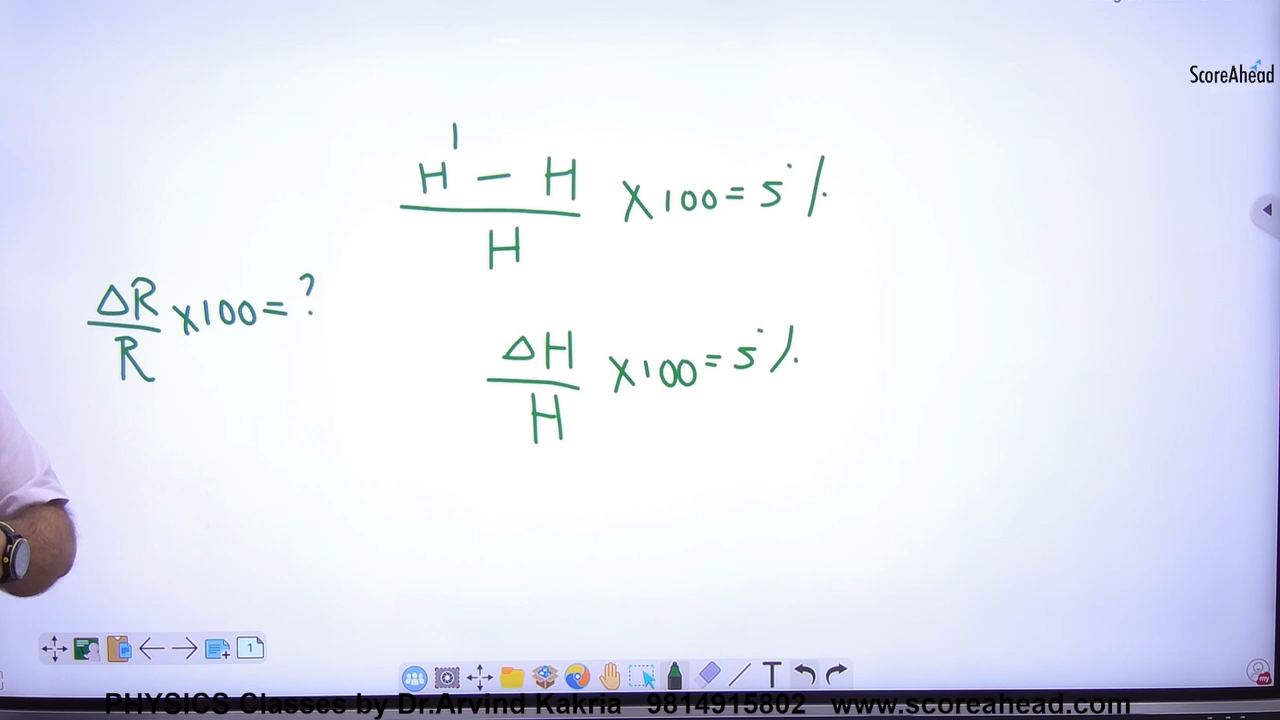 ScoreAhead
H' - H / H × 100 = 5 %
ΔR / R × 100 = ?
ΔH / H × 100 = 5 %
1
T
my
PHYSICS Classes by Dr.Arvind Kakria 9814915802 www.scoreahead.com